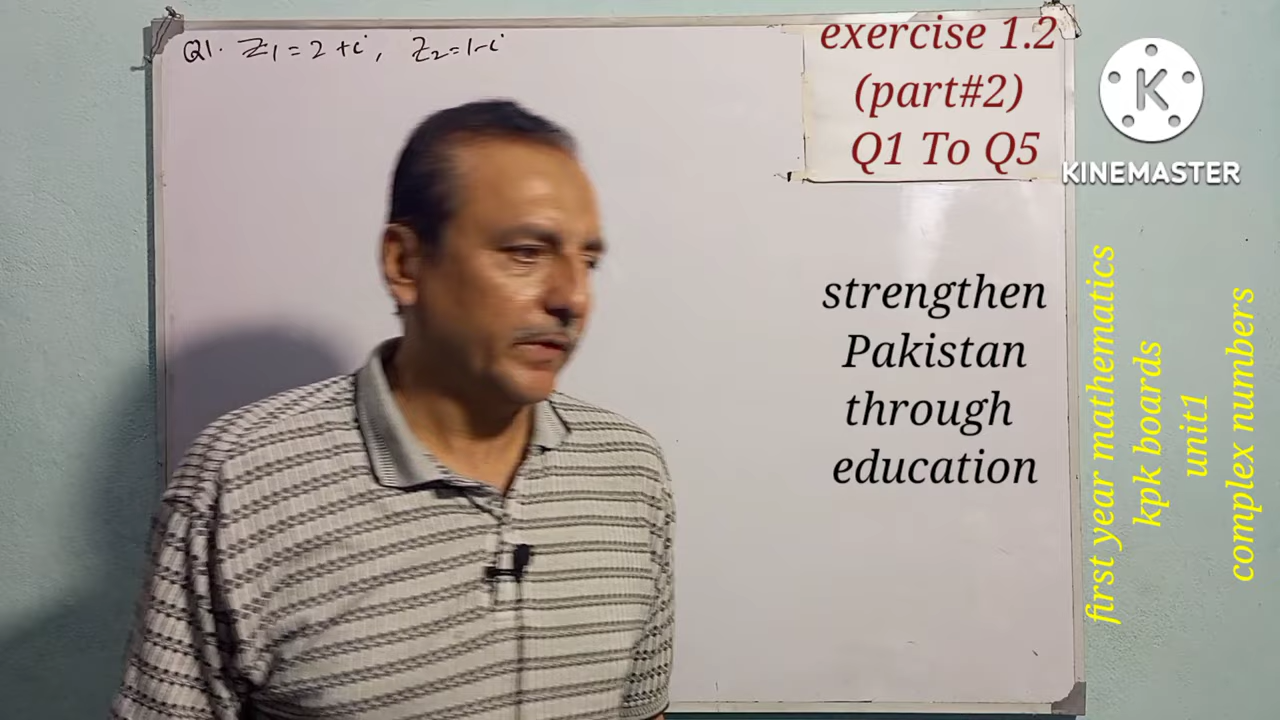 Q1. Z1 = 2 + i, Z2 = 1 - i
exercise 1.2
(part#2)
Q1 To Q5
K
KINEMASTER
strengthen
Pakistan
through
education
first year mathematics
kpk boards
unit1
complex numbers